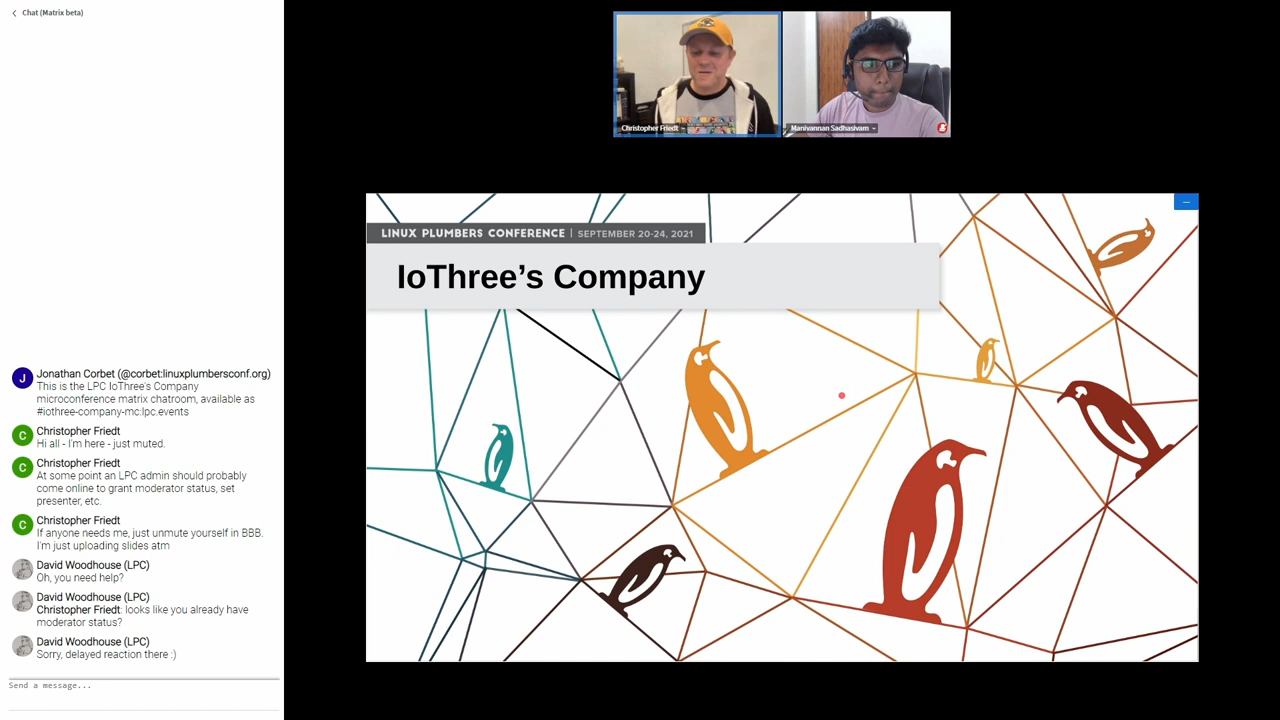 Chat (Matrix beta)
Jonathan Corbet (@corbet:linuxplumbersconf.org)
This is the LPC IoThree's Company
microconference matrix chatroom, available as
#iothree-company-mc:lpc.events
Christopher Friedt
Hi all - I'm here - just muted.
Christopher Friedt
At some point an LPC admin should probably
come online to grant moderator status, set
presenter, etc.
Christopher Friedt
If anyone needs me, just unmute yourself in BBB.
I'm just uploading slides atm
David Woodhouse (LPC)
Oh, you need help?
David Woodhouse (LPC)
Christopher Friedt: looks like you already have
moderator status?
David Woodhouse (LPC)
Sorry, delayed reaction there :)
Send a message...
Christopher Friedt
Manivannan Sadhasivam
LINUX PLUMBERS CONFERENCE | SEPTEMBER 20-24, 2021
IoThree’s Company
J
C
C
C